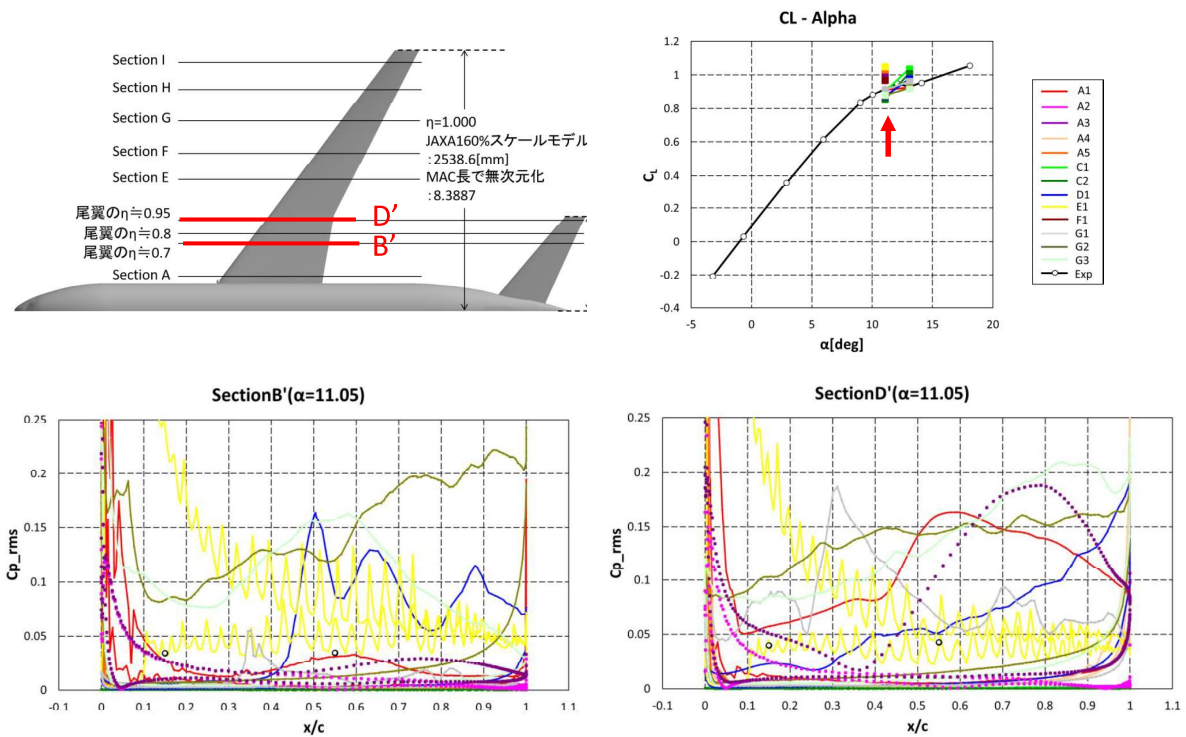 Section I
Section H
Section G
Section F
Section E
尾翼のη≒0.95
尾翼のη≒0.8
尾翼のη≒0.7
Section A
D’
B’
η=1.000
JAXA160%スケールモデル
:2538.6[mm]
MAC長で無次元化
:8.3887
CL - Alpha
1.2
1
0.8
0.6
0.4
0.2
0
-0.2
-0.4
CL
-5 0 5 10 15 20
α[deg]
A1
A2
A3
A4
A5
C1
C2
D1
E1
F1
G1
G2
G3
Exp
SectionB'(α=11.05)
0.25
0.2
0.15
0.1
0.05
0
Cp_rms
-0.1 0 0.1 0.2 0.3 0.4 0.5 0.6 0.7 0.8 0.9 1 1.1
x/c
SectionD'(α=11.05)
0.25
0.2
0.15
0.1
0.05
0
Cp_rms
-0.1 0 0.1 0.2 0.3 0.4 0.5 0.6 0.7 0.8 0.9 1 1.1
x/c